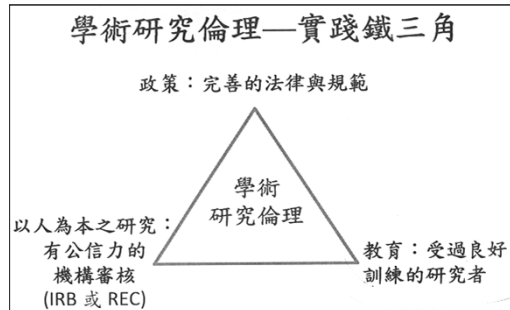 學術研究倫理—實踐鐵三角
政策：完善的法律與規範
學術
研究倫理
以人為本之研究：
有公信力的
機構審核
(IRB 或 REC)
教育：受過良好
訓練的研究者